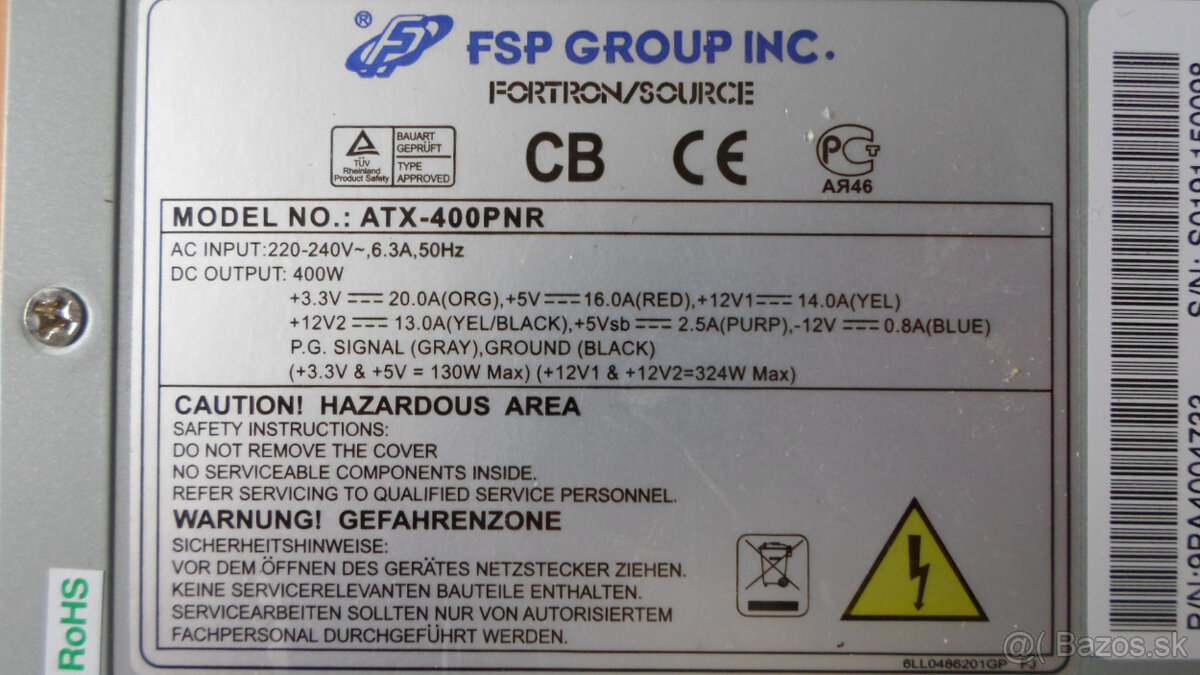 ® FSP GROUP INC.
FORTRON/SOURCE
TÜV
Rheinland
Product Safety
BAUART
GEPRÜFT
TYPE
APPROVED
CB
CE
РСТ
АЯ46
MODEL NO.: ATX-400PNR
AC INPUT:220-240V~,6.3A,50Hz
DC OUTPUT: 400W
+3.3V ⎓ 20.0A(ORG),+5V ⎓ 16.0A(RED),+12V1 ⎓ 14.0A(YEL)
+12V2 ⎓ 13.0A(YEL/BLACK),+5Vsb ⎓ 2.5A(PURP),-12V ⎓ 0.8A(BLUE)
P.G. SIGNAL (GRAY),GROUND (BLACK)
(+3.3V & +5V = 130W Max) (+12V1 & +12V2=324W Max)
CAUTION! HAZARDOUS AREA
SAFETY INSTRUCTIONS:
DO NOT REMOVE THE COVER
NO SERVICEABLE COMPONENTS INSIDE.
REFER SERVICING TO QUALIFIED SERVICE PERSONNEL.
WARNUNG! GEFAHRENZONE
SICHERHEITSHINWEISE:
VOR DEM ÖFFNEN DES GERÄTES NETZSTECKER ZIEHEN.
KEINE SERVICERELEVANTEN BAUTEILE ENTHALTEN.
SERVICEARBEITEN SOLLTEN NUR VON AUTORISIERTEM
FACHPERSONAL DURCHGEFÜHRT WERDEN.
6LL0486201GP FJ
RoHS
Bazos.sk